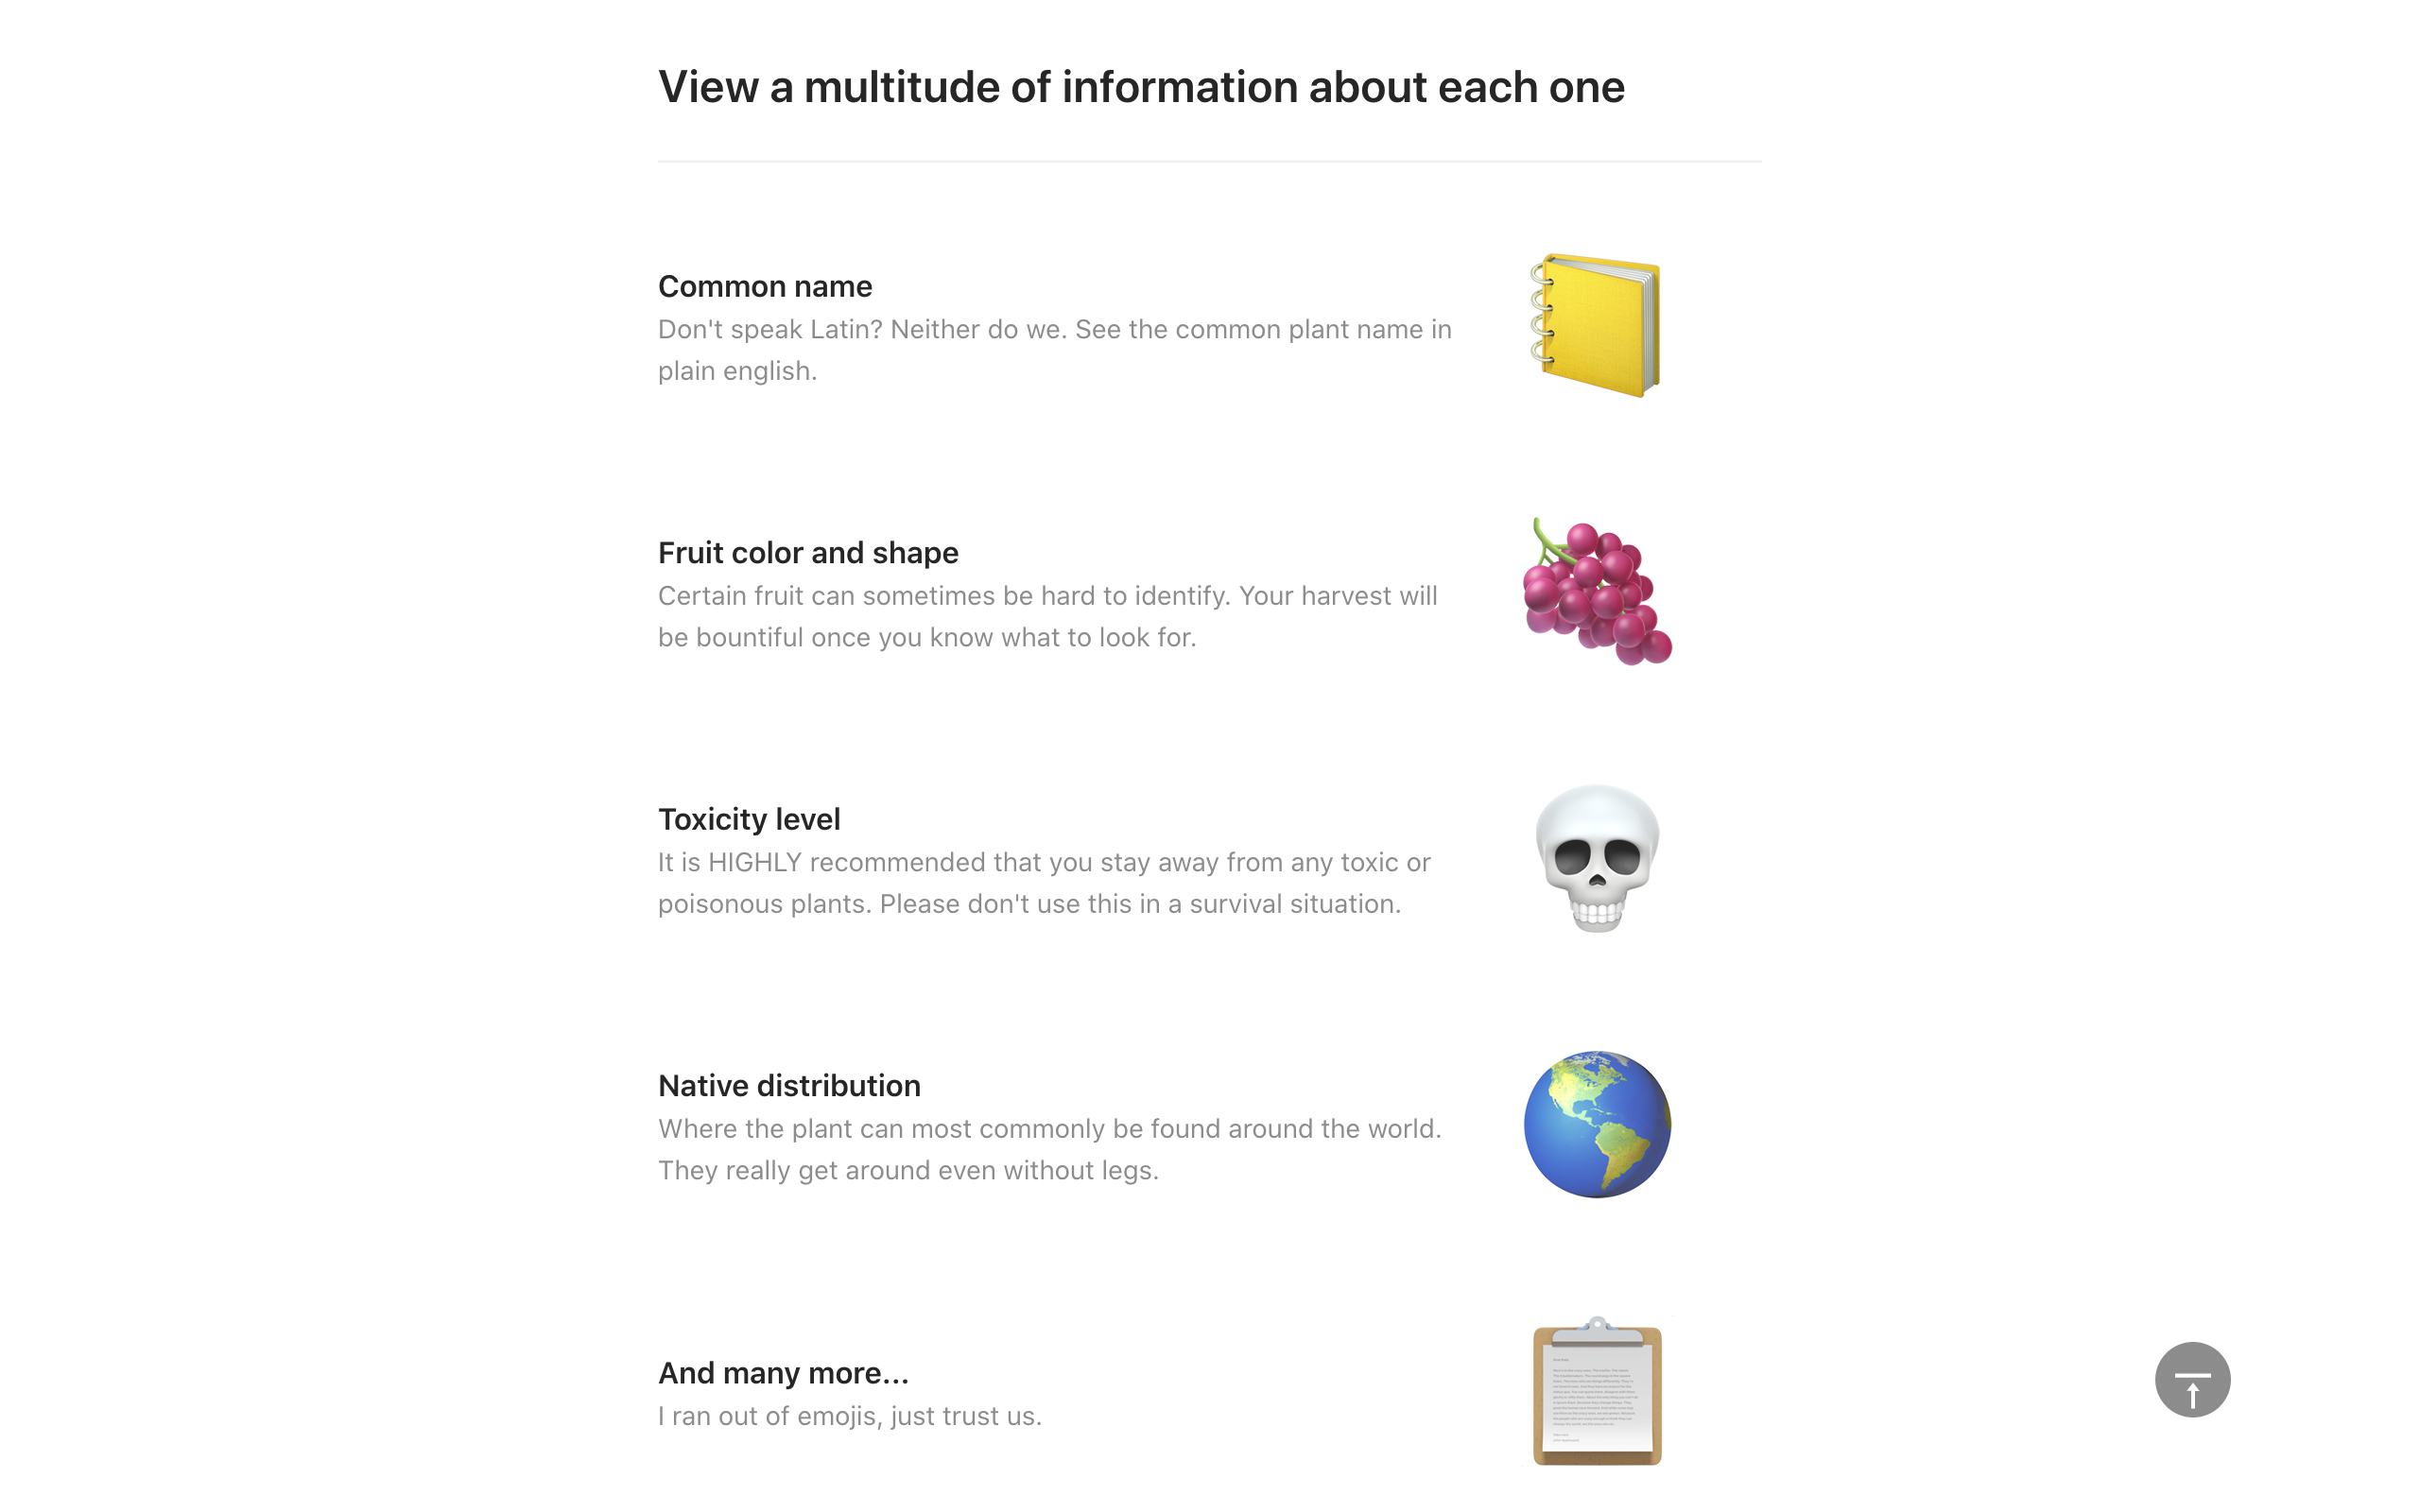 View a multitude of information about each one
Common name
Don't speak Latin? Neither do we. See the common plant name in
plain english.
Fruit color and shape
Certain fruit can sometimes be hard to identify. Your harvest will
be bountiful once you know what to look for.
Toxicity level
It is HIGHLY recommended that you stay away from any toxic or
poisonous plants. Please don't use this in a survival situation.
Native distribution
Where the plant can most commonly be found around the world.
They really get around even without legs.
And many more...
I ran out of emojis, just trust us.